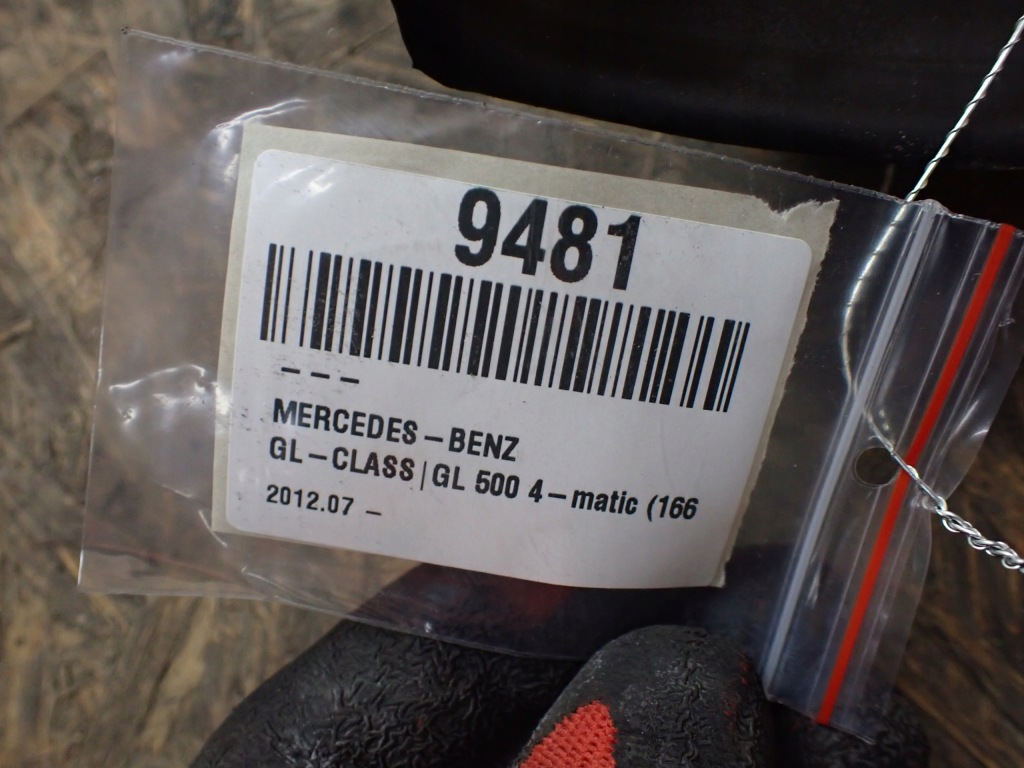 9481
---
MERCEDES-BENZ
GL-CLASS|GL 500 4-matic (166
2012.07 -